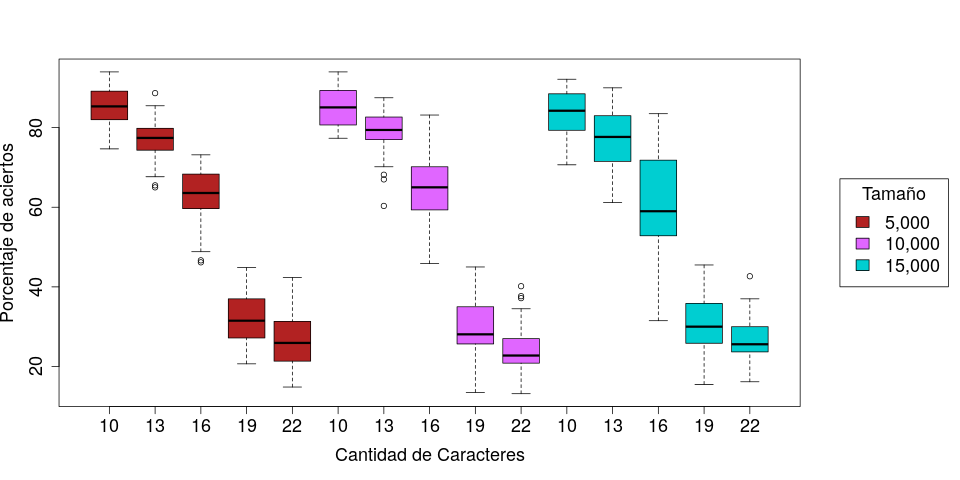 Porcentaje de aciertos
80
60
40
20
10 13 16 19 22 10 13 16 19 22 10 13 16 19 22
Cantidad de Caracteres
Tamaño
5,000
10,000
15,000